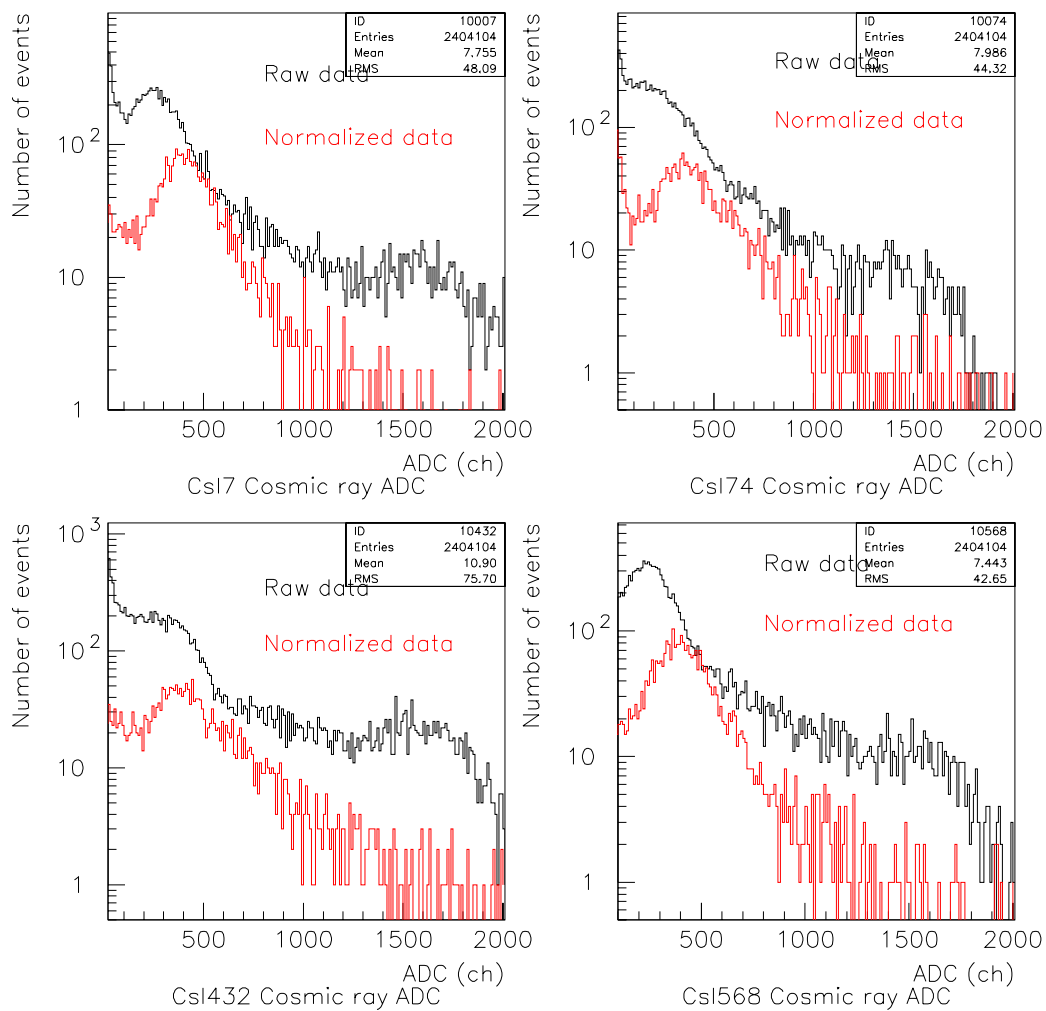 Number of events
ID 10007
Entries 2404104
Mean 7.755
RMS 48.09
Raw data
Normalized data
10 2
10
1
500 1000 1500 2000
ADC (ch)
CsI7 Cosmic ray ADC
Number of events
ID 10074
Entries 2404104
Mean 7.986
RMS 44.32
Raw data
Normalized data
10 2
10
1
500 1000 1500 2000
ADC (ch)
CsI74 Cosmic ray ADC
Number of events
ID 10432
Entries 2404104
Mean 10.90
RMS 75.70
Raw data
Normalized data
10 3
10 2
10
1
500 1000 1500 2000
ADC (ch)
CsI432 Cosmic ray ADC
Number of events
ID 10568
Entries 2404104
Mean 7.443
RMS 42.65
Raw data
Normalized data
10 2
10
1
500 1000 1500 2000
ADC (ch)
CsI568 Cosmic ray ADC